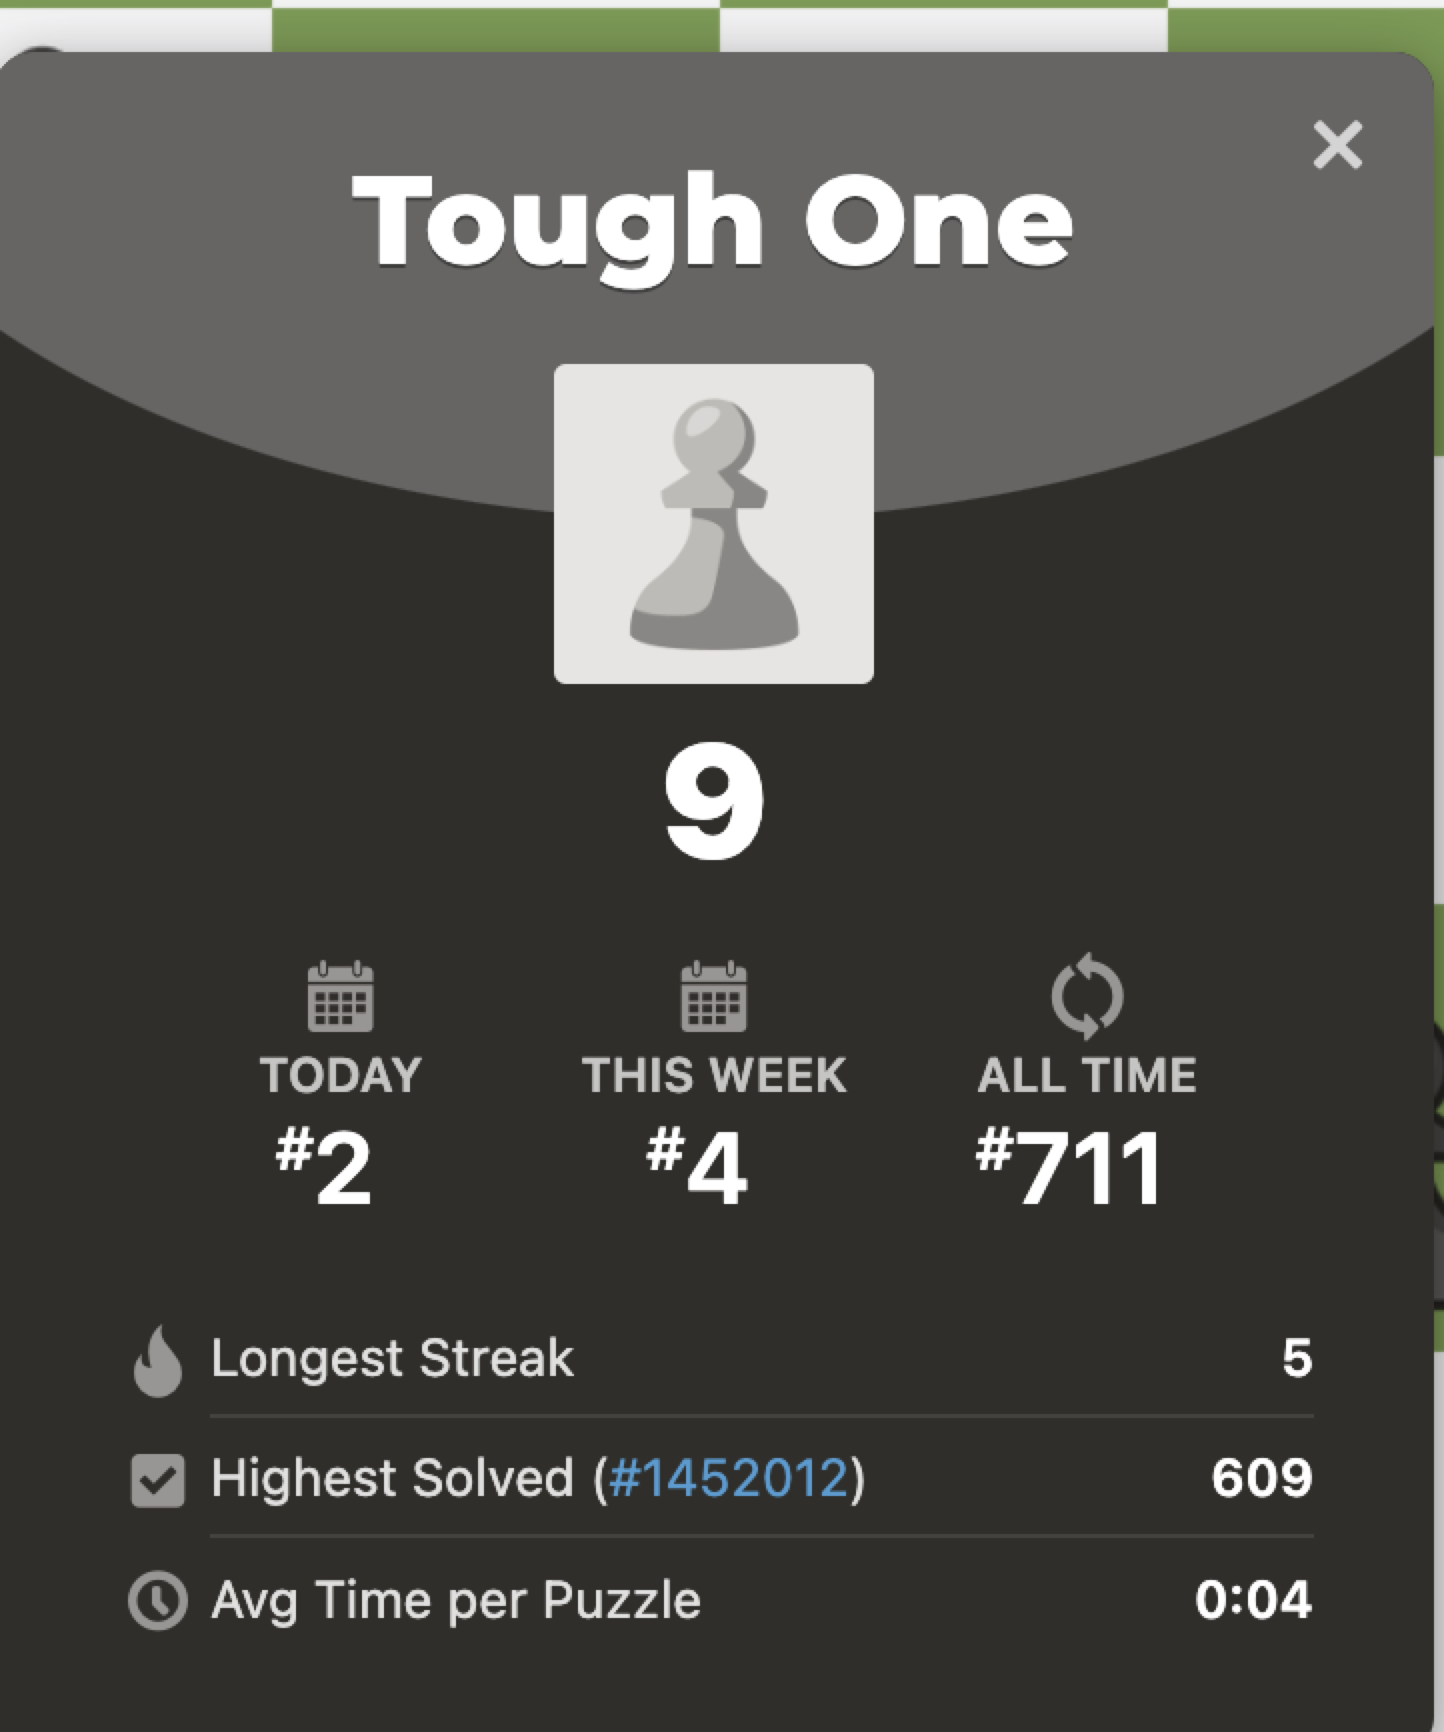 Tough One
9
TODAY THIS WEEK ALL TIME
#2 #4 #711
Longest Streak 5
Highest Solved (#1452012) 609
Avg Time per Puzzle 0:04